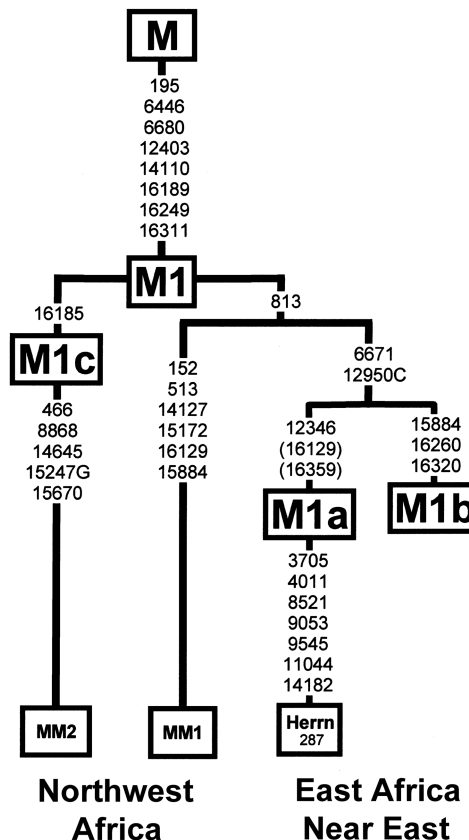 M
195
6446
6680
12403
14110
16189
16249
16311
M1
16185
M1c
466
8868
14645
15247G
15670
MM2
813
152
513
14127
15172
16129
15884
MM1
6671
12950C
12346
(16129)
(16359)
M1a
3705
4011
8521
9053
9545
11044
14182
Herrn
287
15884
16260
16320
M1b
Northwest
Africa
East Africa
Near East